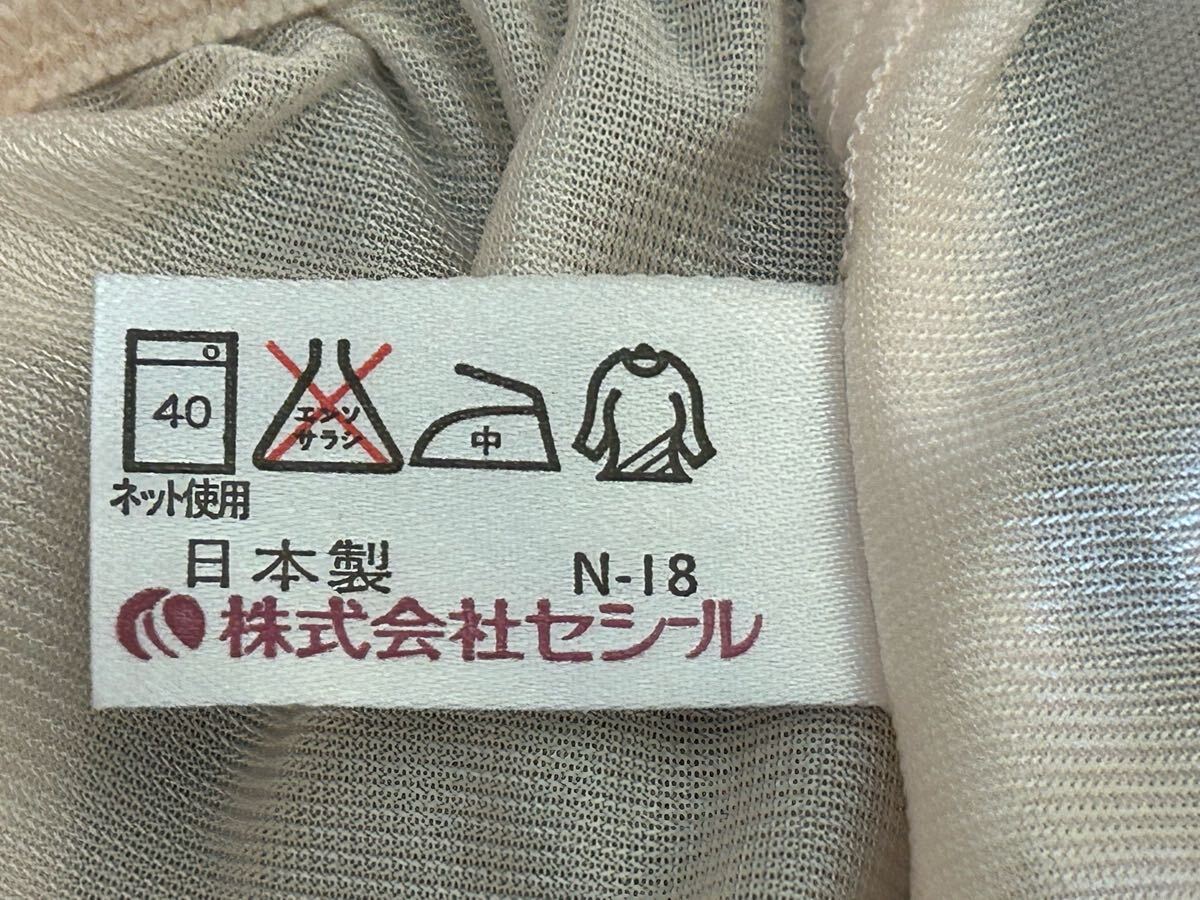 40
エンソ
サラシ
中
ネット使用
日本製 N-18
株式会社セシール